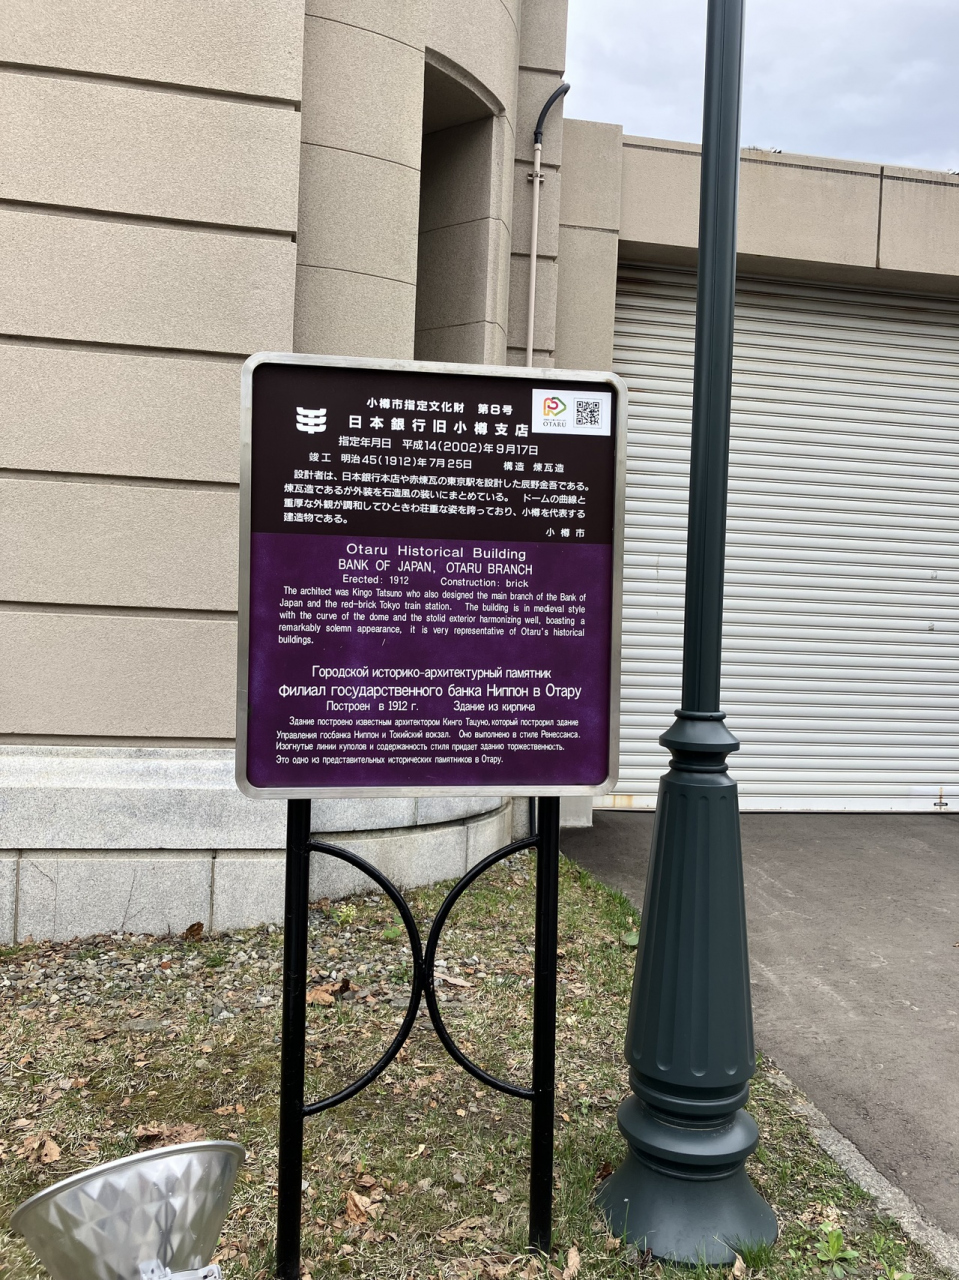 小樽市指定文化財 第8号
日本銀行旧小樽支店
OTARU
指定年月日 平成14(2002)年9月17日
竣工 明治45(1912)年7月25日 構造 煉瓦造
設計者は、日本銀行本店や赤煉瓦の東京駅を設計した辰野金吾である。
煉瓦造であるが外装を石造風の装いにまとめている。 ドームの曲線と
重厚な外観が調和してひときわ荘重な姿を誇っており、小樽を代表する
建造物である。
小樽市
Otaru Historical Building
BANK OF JAPAN, OTARU BRANCH
Erected: 1912 Construction: brick
The architect was Kingo Tatsuno who also designed the main branch of the Bank of
Japan and the red-brick Tokyo train station. The building is in medieval style
with the curve of the dome and the stolid exterior harmonizing well, boasting a
remarkably solemn appearance, it is very representative of Otaru's historical
buildings.
Городской историко-архитектурный памятник
филиал государственного банка Ниппон в Отару
Построен в 1912 г. Здание из кирпича
Здание построено известным архитектором Кинго Тацуно, который построрил здание
Управления госбанка Ниппон и Токийский вокзал. Оно выполнено в стиле Ренессанса.
Изогнутые линии куполов и содержанность стиля придает зданию торжественность.
Это одно из представительных исторических памятников в Отару.